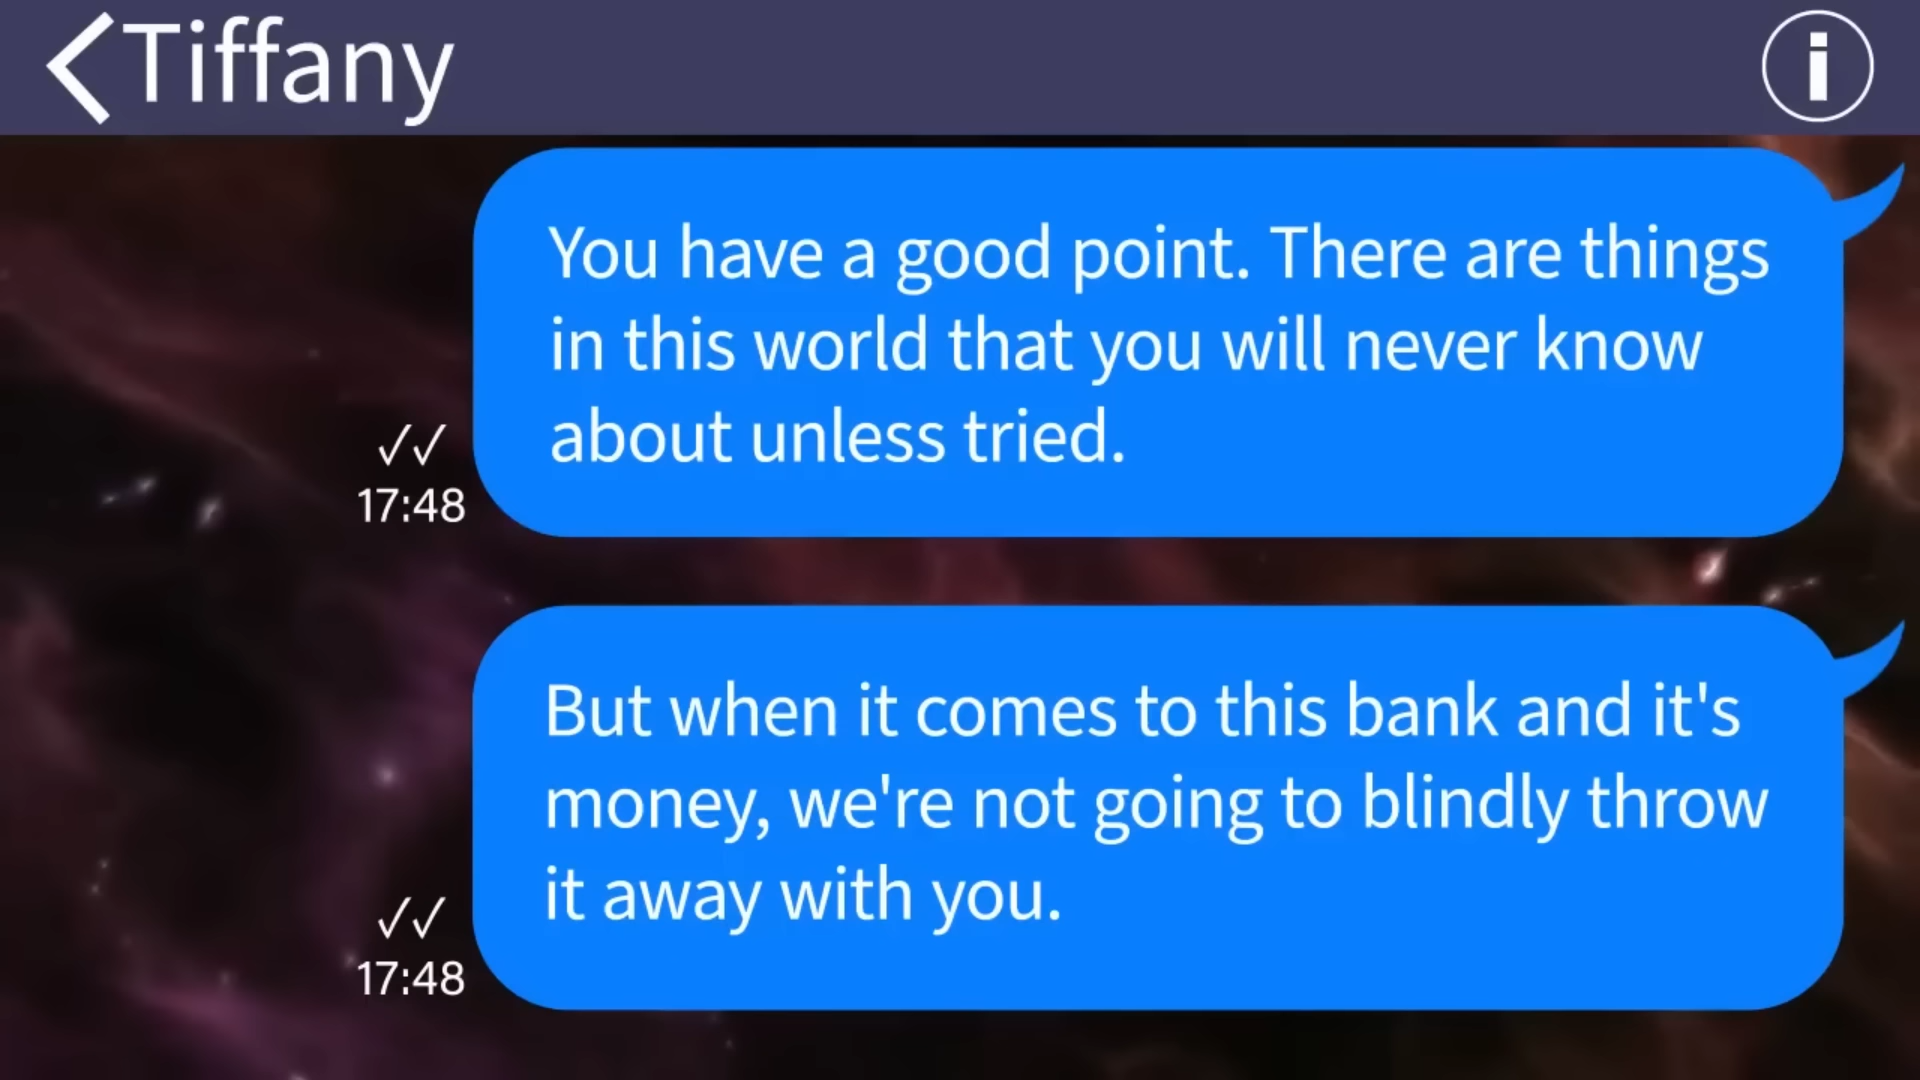 Tiffany
You have a good point. There are things
in this world that you will never know
about unless tried.
✓✓
17:48
But when it comes to this bank and it's
money, we're not going to blindly throw
it away with you.
✓✓
17:48